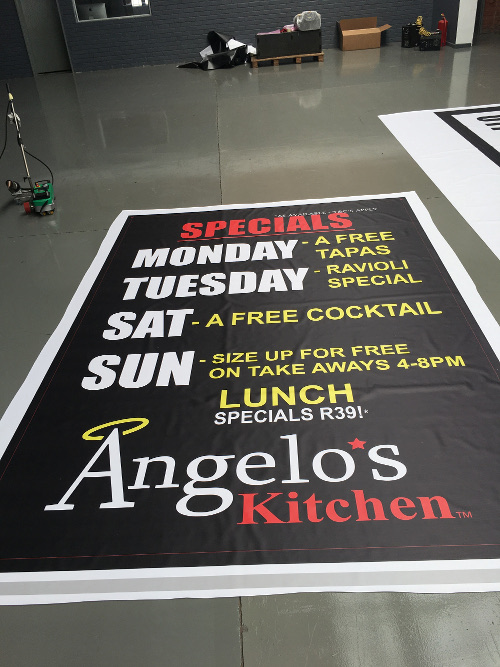 *AS AVAILABLE - T&C'S APPLY
SPECIALS
MONDAY - A FREE
TAPAS
TUESDAY - RAVIOLI
SPECIAL
SAT - A FREE COCKTAIL
SUN - SIZE UP FOR FREE
ON TAKE AWAYS 4-8PM
LUNCH
SPECIALS R39!*
Angelo's
Kitchen™